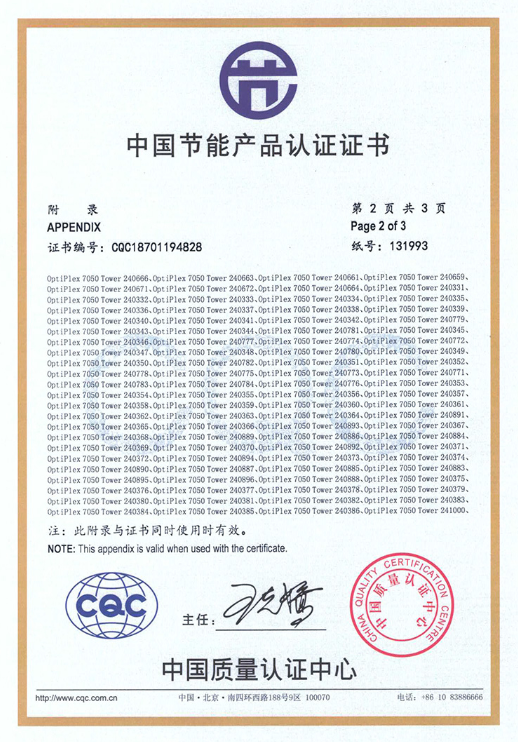 中国节能产品认证证书
附 录
第 2 页 共 3 页
APPENDIX
Page 2 of 3
证书编号: CQC18701194828
纸号: 131993
OptiPlex 7050 Tower 240666、OptiPlex 7050 Tower 240663、OptiPlex 7050 Tower 240661、OptiPlex 7050 Tower 240659、
OptiPlex 7050 Tower 240671、OptiPlex 7050 Tower 240672、OptiPlex 7050 Tower 240664、OptiPlex 7050 Tower 240331、
OptiPlex 7050 Tower 240332、OptiPlex 7050 Tower 240333、OptiPlex 7050 Tower 240334、OptiPlex 7050 Tower 240335、
OptiPlex 7050 Tower 240336、OptiPlex 7050 Tower 240337、OptiPlex 7050 Tower 240338、OptiPlex 7050 Tower 240339、
OptiPlex 7050 Tower 240340、OptiPlex 7050 Tower 240341、OptiPlex 7050 Tower 240342、OptiPlex 7050 Tower 240779、
OptiPlex 7050 Tower 240343、OptiPlex 7050 Tower 240344、OptiPlex 7050 Tower 240781、OptiPlex 7050 Tower 240345、
OptiPlex 7050 Tower 240346、OptiPlex 7050 Tower 240777、OptiPlex 7050 Tower 240774、OptiPlex 7050 Tower 240772、
OptiPlex 7050 Tower 240347、OptiPlex 7050 Tower 240348、OptiPlex 7050 Tower 240780、OptiPlex 7050 Tower 240349、
OptiPlex 7050 Tower 240350、OptiPlex 7050 Tower 240782、OptiPlex 7050 Tower 240351、OptiPlex 7050 Tower 240352、
OptiPlex 7050 Tower 240778、OptiPlex 7050 Tower 240775、OptiPlex 7050 Tower 240773、OptiPlex 7050 Tower 240771、
OptiPlex 7050 Tower 240783、OptiPlex 7050 Tower 240784、OptiPlex 7050 Tower 240776、OptiPlex 7050 Tower 240353、
OptiPlex 7050 Tower 240354、OptiPlex 7050 Tower 240355、OptiPlex 7050 Tower 240356、OptiPlex 7050 Tower 240357、
OptiPlex 7050 Tower 240358、OptiPlex 7050 Tower 240359、OptiPlex 7050 Tower 240360、OptiPlex 7050 Tower 240361、
OptiPlex 7050 Tower 240362、OptiPlex 7050 Tower 240363、OptiPlex 7050 Tower 240364、OptiPlex 7050 Tower 240891、
OptiPlex 7050 Tower 240365、OptiPlex 7050 Tower 240366、OptiPlex 7050 Tower 240893、OptiPlex 7050 Tower 240367、
OptiPlex 7050 Tower 240368、OptiPlex 7050 Tower 240889、OptiPlex 7050 Tower 240886、OptiPlex 7050 Tower 240884、
OptiPlex 7050 Tower 240369、OptiPlex 7050 Tower 240370、OptiPlex 7050 Tower 240892、OptiPlex 7050 Tower 240371、
OptiPlex 7050 Tower 240372、OptiPlex 7050 Tower 240894、OptiPlex 7050 Tower 240373、OptiPlex 7050 Tower 240374、
OptiPlex 7050 Tower 240890、OptiPlex 7050 Tower 240887、OptiPlex 7050 Tower 240885、OptiPlex 7050 Tower 240883、
OptiPlex 7050 Tower 240895、OptiPlex 7050 Tower 240896、OptiPlex 7050 Tower 240888、OptiPlex 7050 Tower 240375、
OptiPlex 7050 Tower 240376、OptiPlex 7050 Tower 240377、OptiPlex 7050 Tower 240378、OptiPlex 7050 Tower 240379、
OptiPlex 7050 Tower 240380、OptiPlex 7050 Tower 240381、OptiPlex 7050 Tower 240382、OptiPlex 7050 Tower 240383、
OptiPlex 7050 Tower 240384、OptiPlex 7050 Tower 240385、OptiPlex 7050 Tower 240386、OptiPlex 7050 Tower 241000、
注: 此附录与证书同时使用时有效。
NOTE: This appendix is valid when used with the certificate.
CQC
主任:
CHINA QUALITY CERTIFICATION CENTRE
中国质量认证中心
中国质量认证中心
http://www.cqc.com.cn
中国·北京·南四环西路188号9区 100070
电话: +86 10 83886666